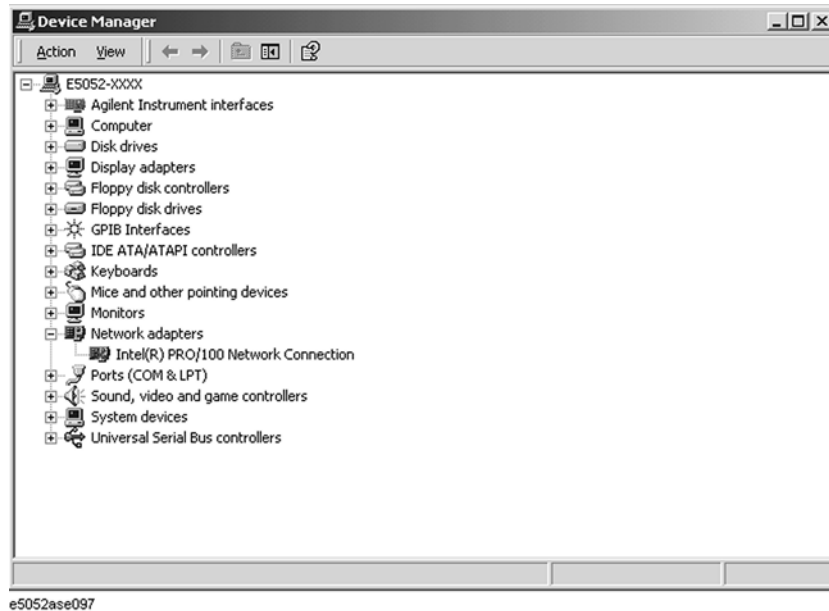 Device Manager
Action View
E5052-XXXX
Agilent Instrument interfaces
Computer
Disk drives
Display adapters
Floppy disk controllers
Floppy disk drives
GPIB Interfaces
IDE ATA/ATAPI controllers
Keyboards
Mice and other pointing devices
Monitors
Network adapters
Intel(R) PRO/100 Network Connection
Ports (COM & LPT)
Sound, video and game controllers
System devices
Universal Serial Bus controllers
e5052ase097